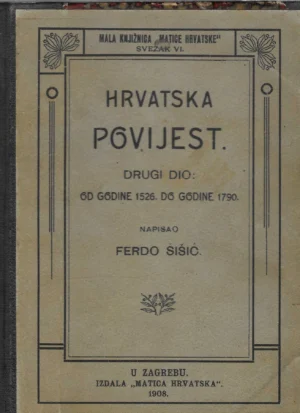 MALA KNJIŽNICA „MATICE HRVATSKE“
SVEZAK VI.
HRVATSKA
POVIJEST.
DRUGI DIO:
OD GODINE 1526. DO GODINE 1790.
NAPISAO
FERDO ŠIŠIĆ.
U ZAGREBU.
IZDALA „MATICA HRVATSKA“.
1908.